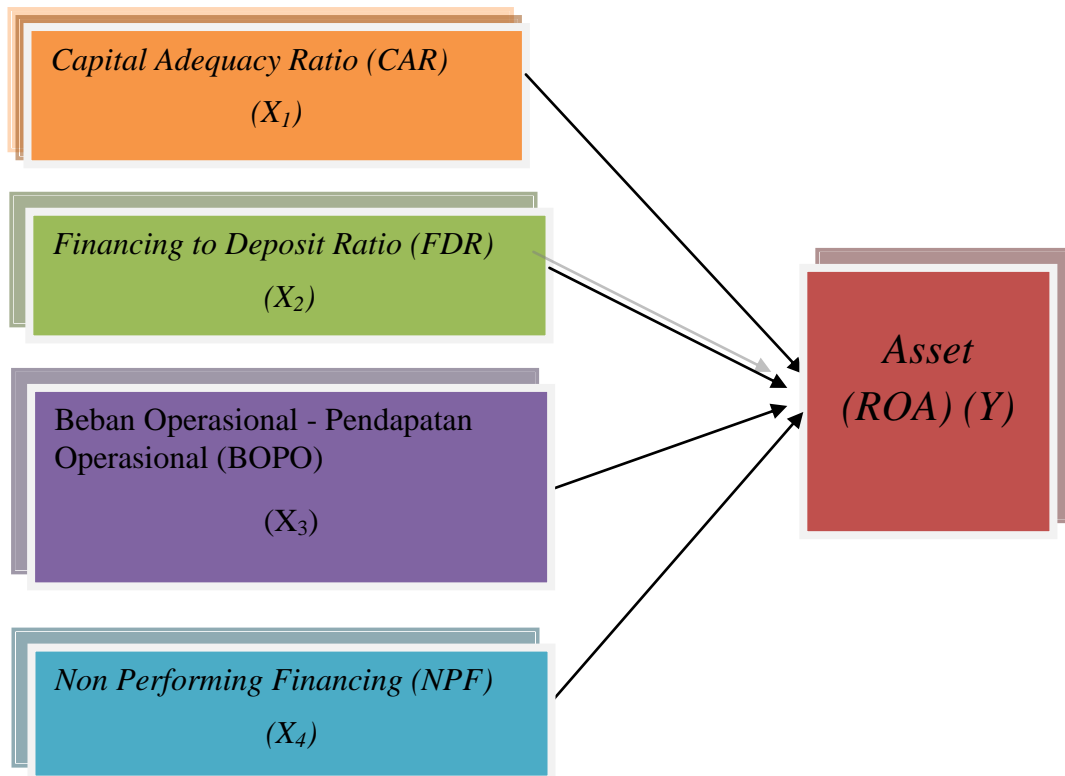 Capital Adequacy Ratio (CAR)
(X₁)
Financing to Deposit Ratio (FDR)
(X₂)
Beban Operasional - Pendapatan
Operasional (BOPO)
(X₃)
Non Performing Financing (NPF)
(X₄)
Asset
(ROA) (Y)